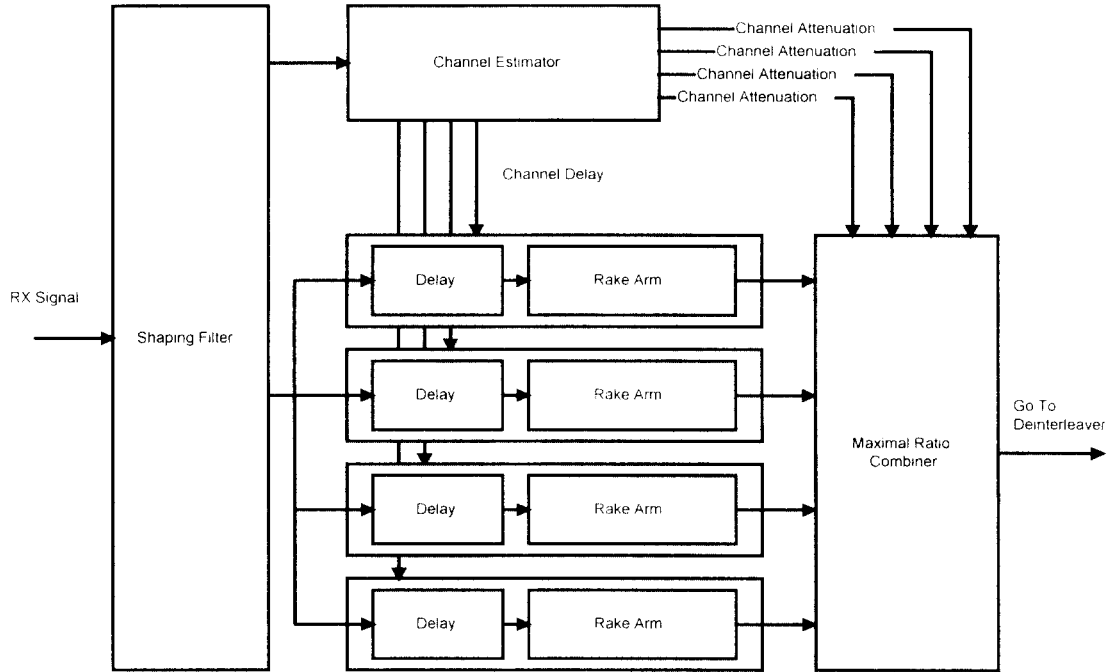 Channel Attenuation
Channel Attenuation
Channel Estimator
Channel Attenuation
Channel Attenuation
Channel Delay
RX Signal
Shaping Filter
Delay
Rake Arm
Delay
Rake Arm
Go To
Deinterleaver
Maximal Ratio
Combiner
Delay
Rake Arm
Delay
Rake Arm